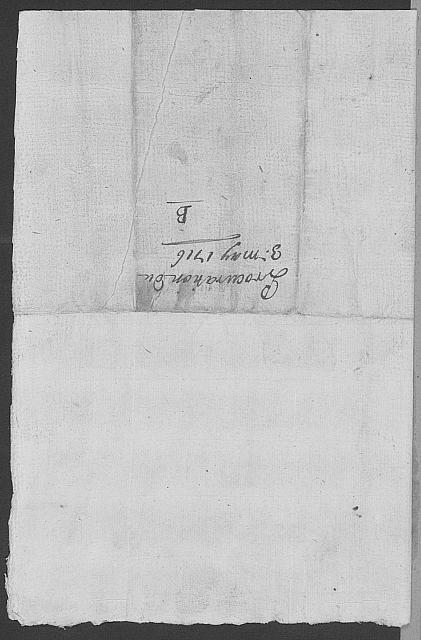 Procuration du
3. may 1716
B